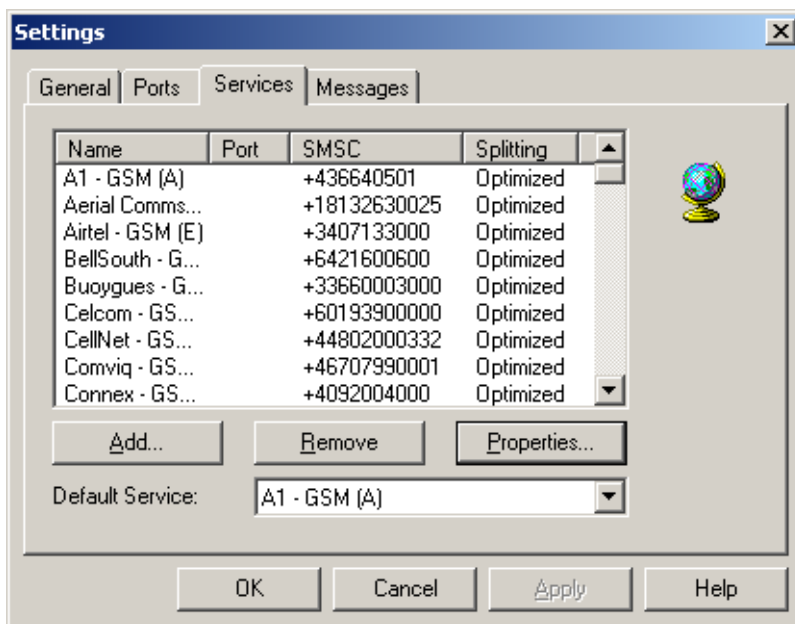 Settings
General Ports Services Messages
Name Port SMSC Splitting
A1 - GSM (A) +436640501 Optimized
Aerial Comms... +18132630025 Optimized
Airtel - GSM (E) +3407133000 Optimized
BellSouth - G... +6421600600 Optimized
Buoygues - G... +33660003000 Optimized
Celcom - GS... +60193900000 Optimized
CellNet - GS... +44802000332 Optimized
Comviq - GS... +46707990001 Optimized
Connex - GS... +4092004000 Optimized
Add... Remove Properties...
Default Service: A1 - GSM (A)
OK Cancel Apply Help